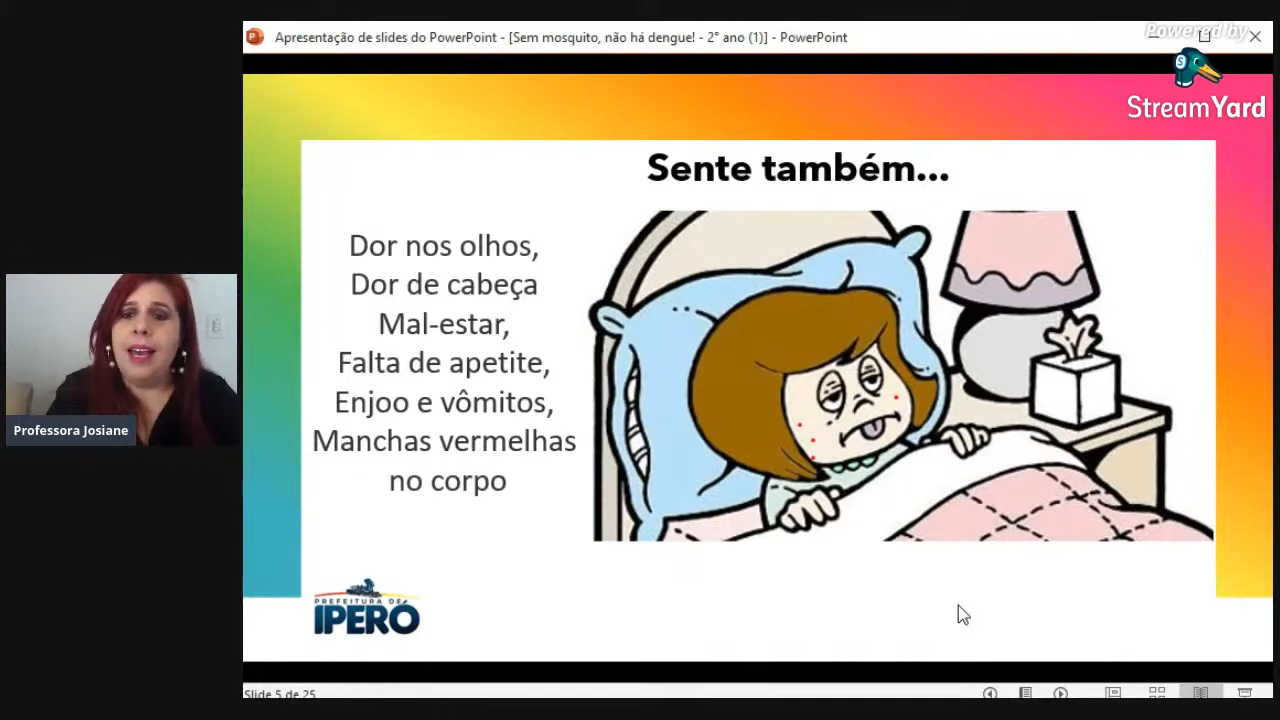 Apresentação de slides do PowerPoint - [Sem mosquito, não há dengue! - 2° ano (1)] - PowerPoint
Powered by
StreamYard
Sente também...
Dor nos olhos,
Dor de cabeça
Mal-estar,
Falta de apetite,
Enjoo e vômitos,
Manchas vermelhas
no corpo
Professora Josiane
PREFEITURA DE
IPERÓ
Slide 5 de 25